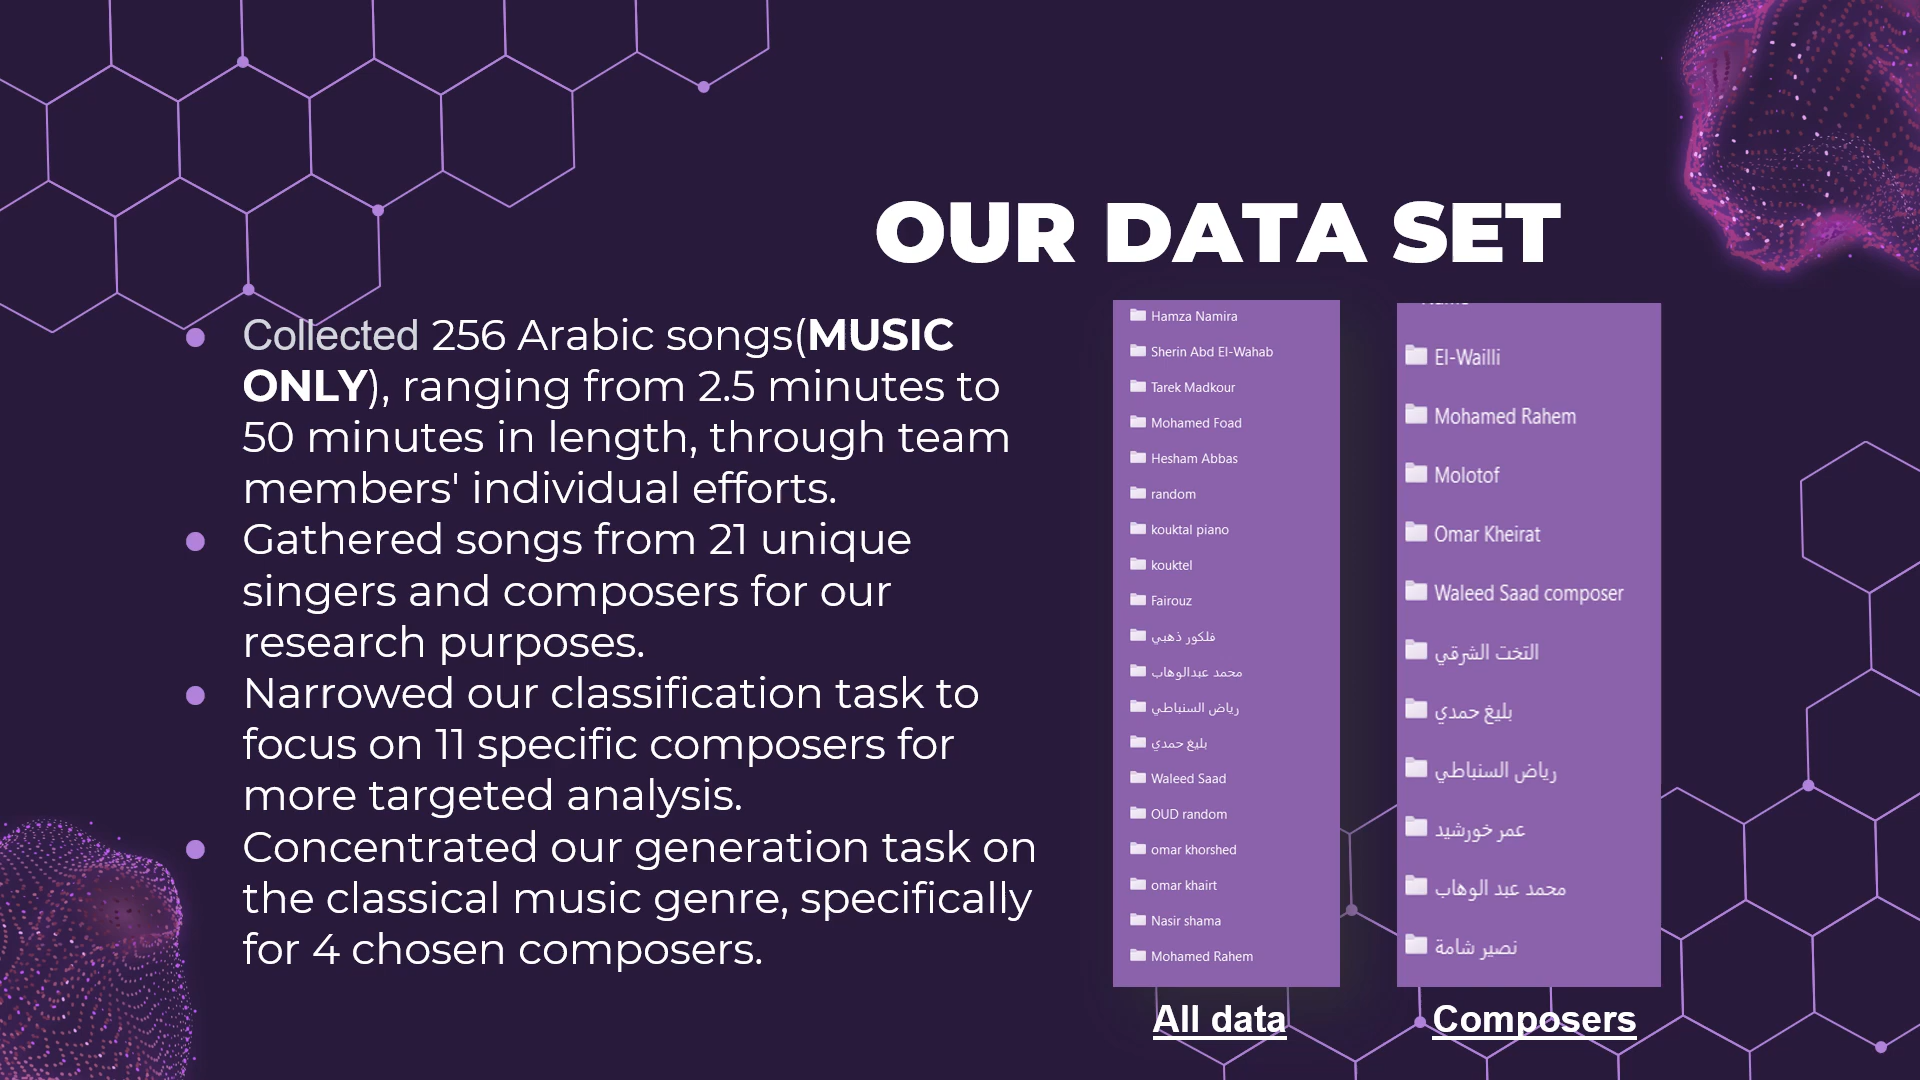 OUR DATA SET
Collected 256 Arabic songs(MUSIC
ONLY), ranging from 2.5 minutes to
50 minutes in length, through team
members' individual efforts.
Gathered songs from 21 unique
singers and composers for our
research purposes.
Narrowed our classification task to
focus on 11 specific composers for
more targeted analysis.
Concentrated our generation task on
the classical music genre, specifically
for 4 chosen composers.
Hamza Namira
Sherin Abd El-Wahab
Tarek Madkour
Mohamed Foad
Hesham Abbas
random
kouktal piano
kouktel
Fairouz
فلكور ذهبي
محمد عبدالوهاب
رياض السنباطي
بليغ حمدي
Waleed Saad
OUD random
omar khorshed
omar khairt
Nasir shama
Mohamed Rahem
All data
El-Wailli
Mohamed Rahem
Molotof
Omar Kheirat
Waleed Saad composer
التخت الشرقي
بليغ حمدي
رياض السنباطي
عمر خورشيد
محمد عبد الوهاب
نصير شامة
Composers